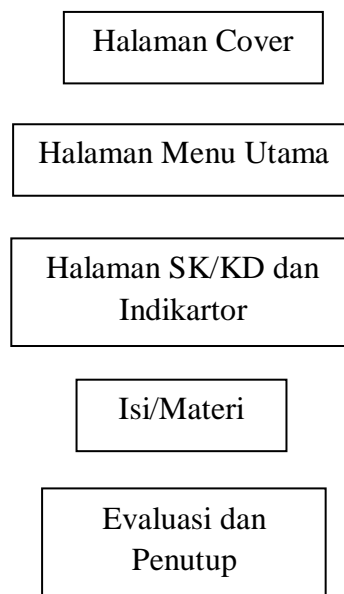 Halaman Cover
Halaman Menu Utama
Halaman SK/KD dan
Indikartor
Isi/Materi
Evaluasi dan
Penutup